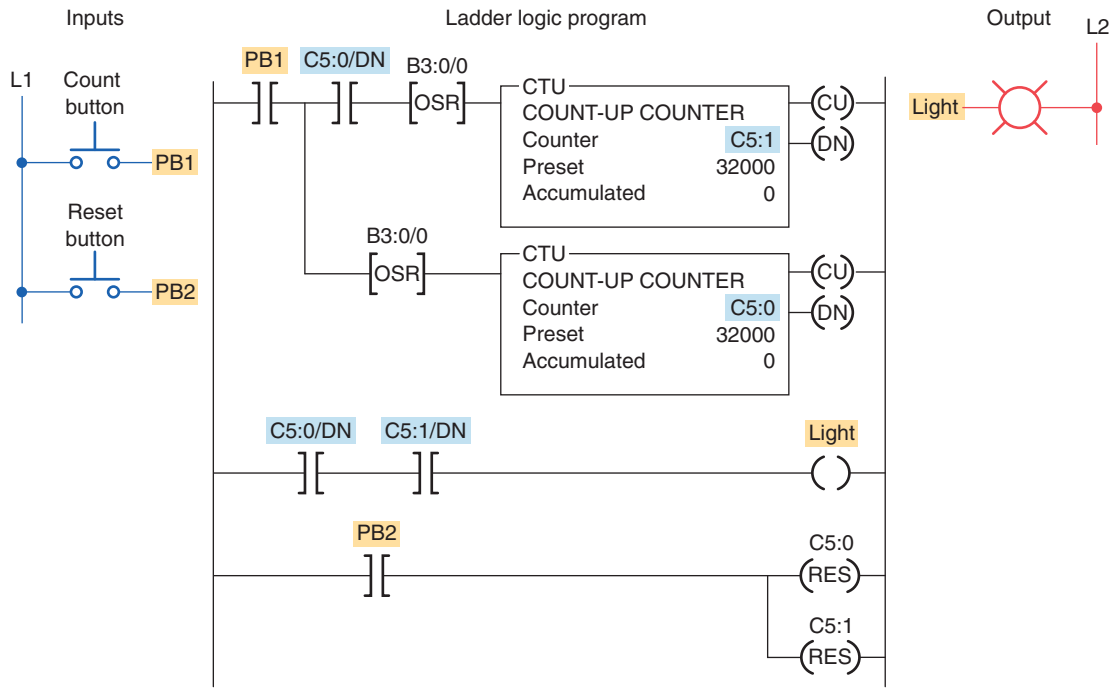 Inputs
Ladder logic program
Output
L1
L2
Count
button
PB1
Reset
button
PB2
PB1
C5:0/DN
B3:0/0
OSR
CTU
COUNT-UP COUNTER
Counter C5:1
Preset 32000
Accumulated 0
CU
DN
B3:0/0
OSR
CTU
COUNT-UP COUNTER
Counter C5:0
Preset 32000
Accumulated 0
CU
DN
C5:0/DN
C5:1/DN
Light
PB2
C5:0
RES
C5:1
RES
Light